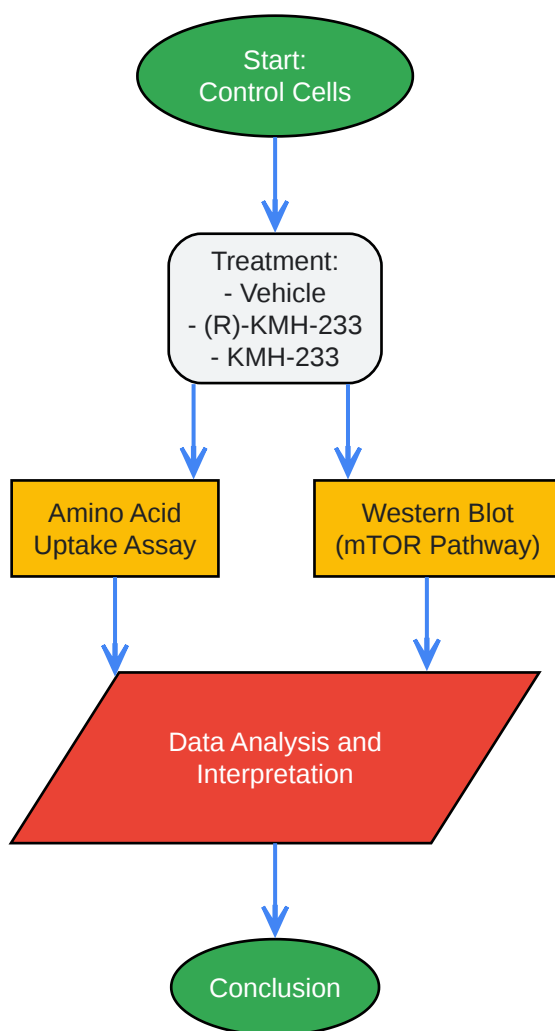 Start:
Control Cells
Treatment:
- Vehicle
- (R)-KMH-233
- KMH-233
Amino Acid
Uptake Assay
Western Blot
(mTOR Pathway)
Data Analysis and
Interpretation
Conclusion